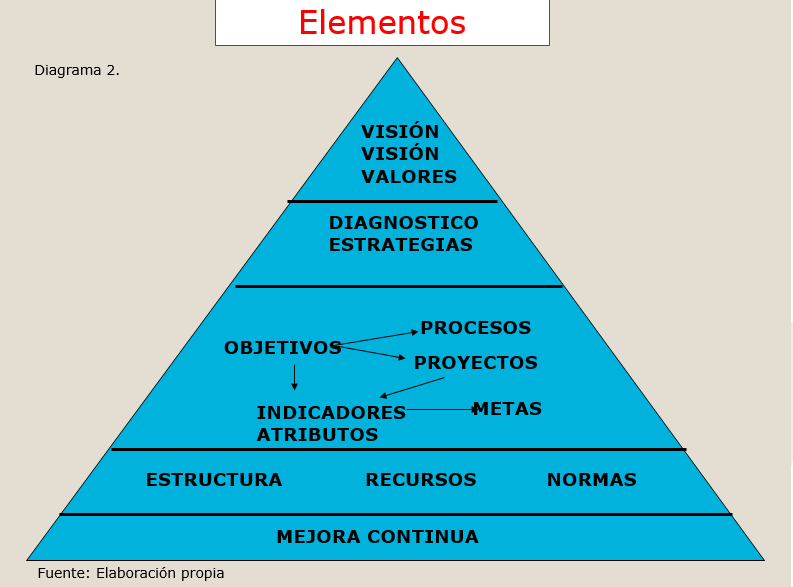 Elementos
Diagrama 2.
VISIÓN
VISIÓN
VALORES
DIAGNOSTICO
ESTRATEGIAS
PROCESOS
OBJETIVOS
PROYECTOS
INDICADORES METAS
ATRIBUTOS
ESTRUCTURA RECURSOS NORMAS
MEJORA CONTINUA
Fuente: Elaboración propia